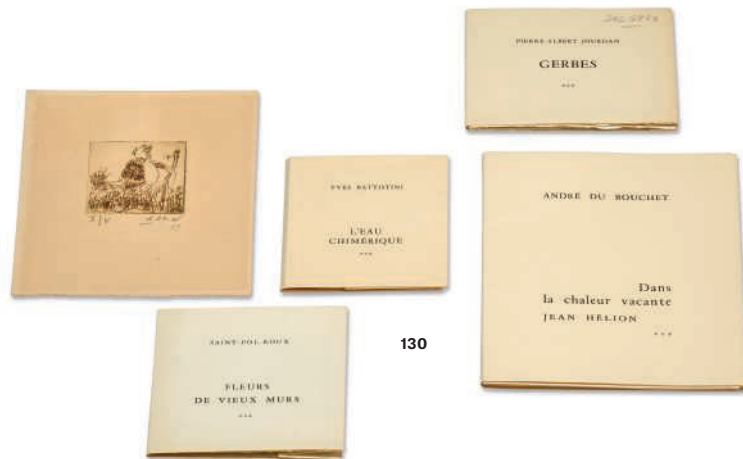 PIERRE-ALBERT JOURDAN
GERBES
YVES BATTISTINI
L'EAU
CHIMÉRIQUE
ANDRÉ DU BOUCHET
Dans
la chaleur vacante
JEAN HÉLION
SAINT-POL-ROUX
FLEURS
DE VIEUX MURS
130